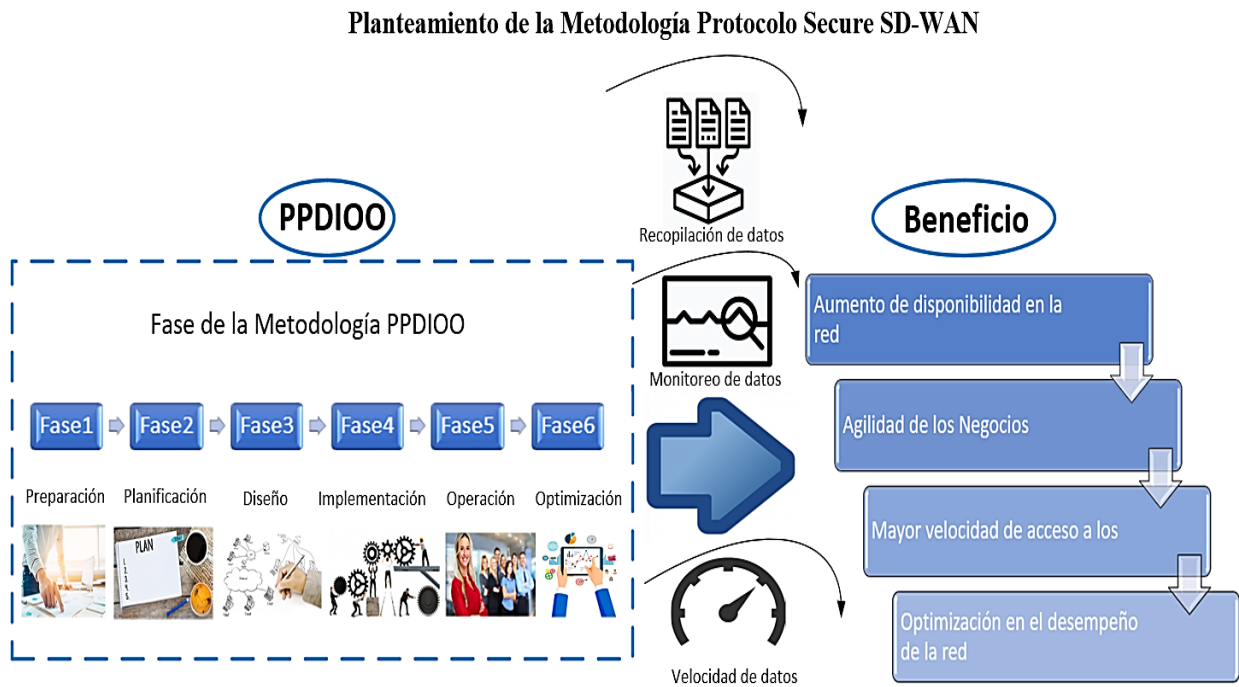 Planteamiento de la Metodología Protocolo Secure SD-WAN
PPDIOO
Fase de la Metodología PPDIOO
Fase1
Fase2
Fase3
Fase4
Fase5
Fase6
Preparación
Planificación
Diseño
Implementación
Operación
Optimización
PLAN
Recopilación de datos
Monitoreo de datos
Velocidad de datos
Beneficio
Aumento de disponibilidad en la
red
Agilidad de los Negocios
Mayor velocidad de acceso a los
Optimización en el desempeño
de la red